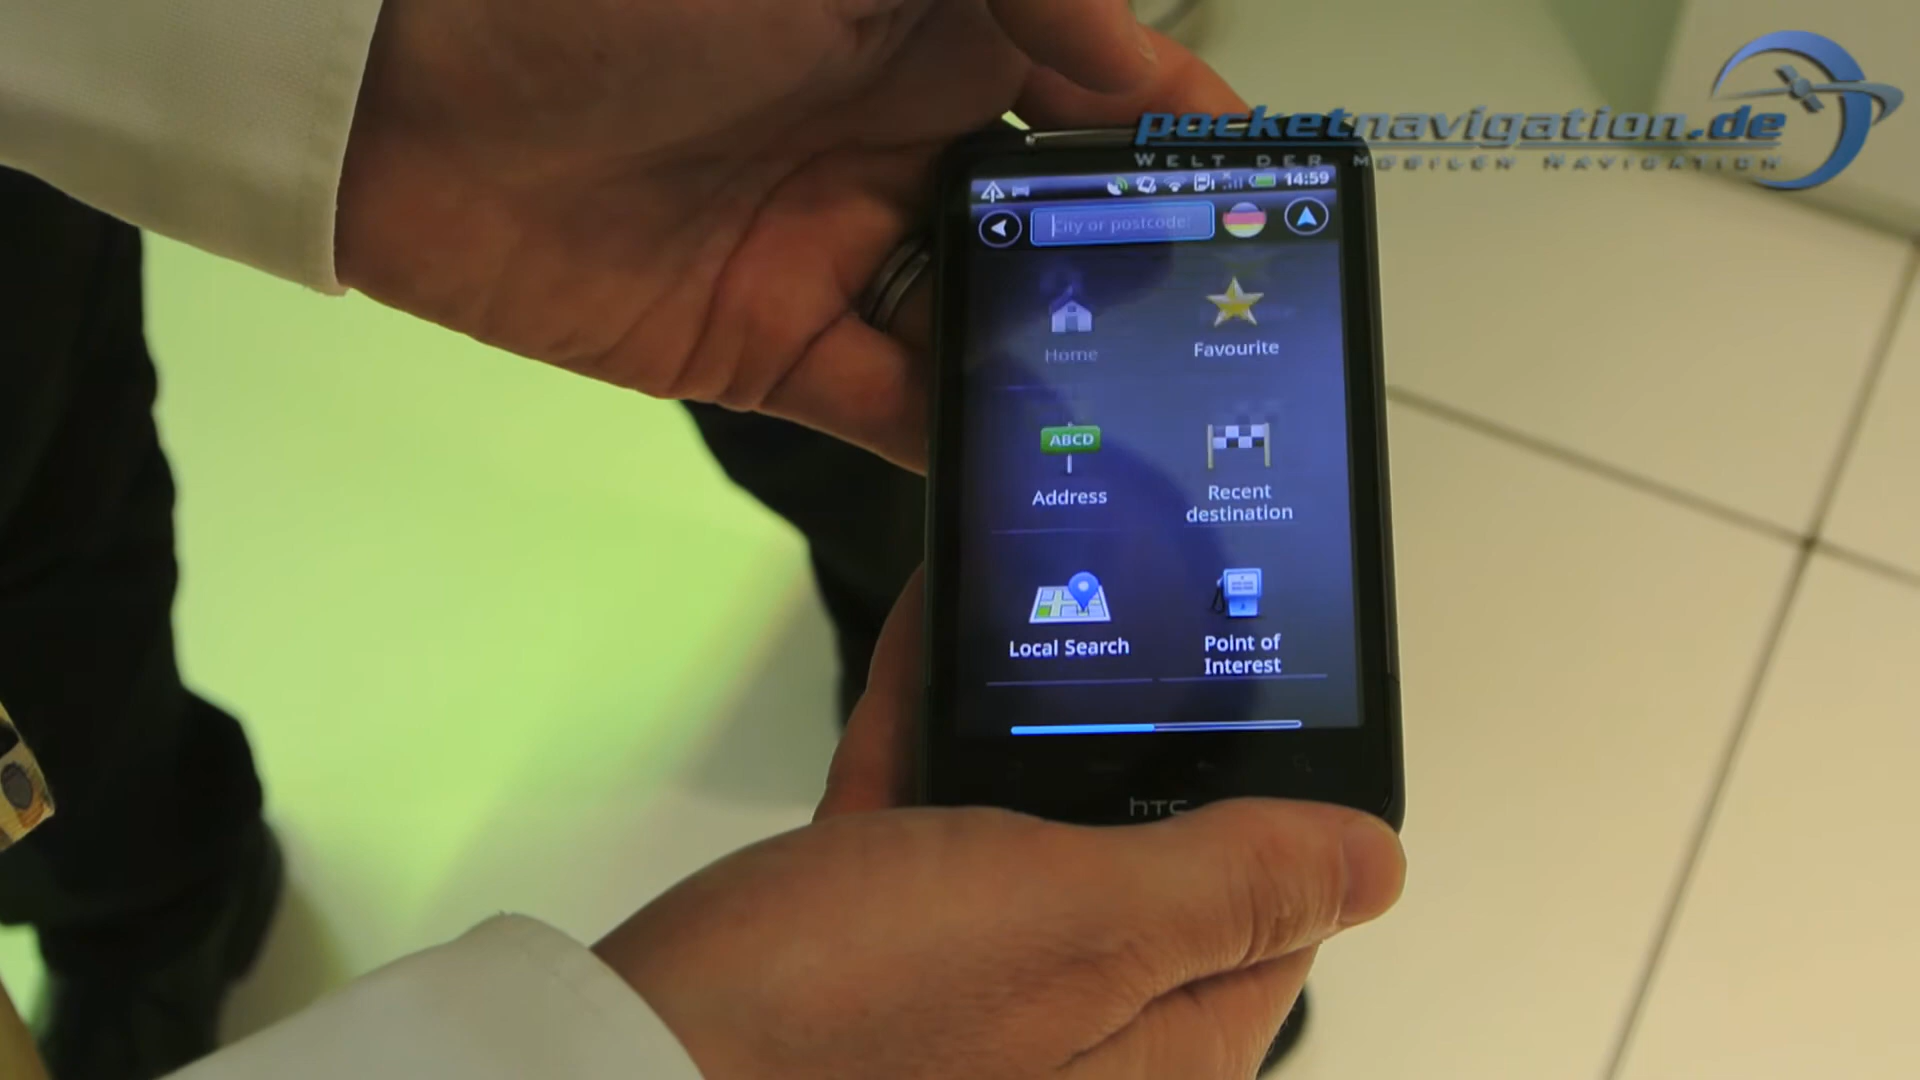 pocketnavigation.de
WELT DER MOBILEN NAVIGATION
14:59
City or postcode
Home
Favourite
ABCD
Address
Recent
destination
Local Search
Point of
Interest
hTC